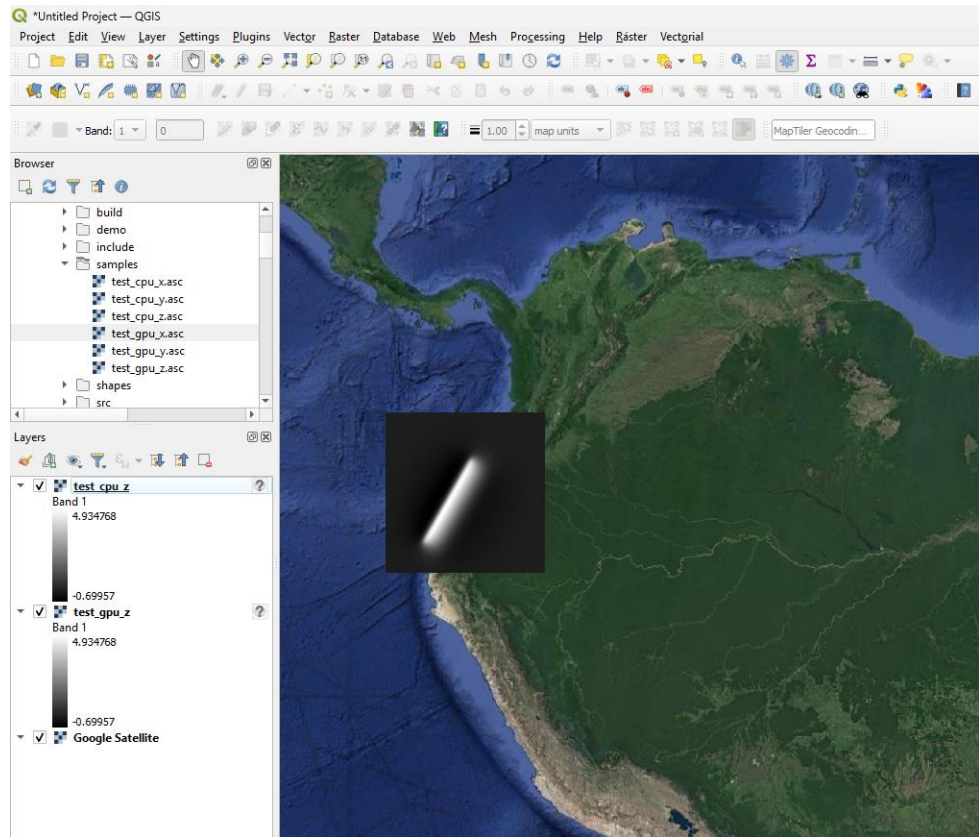 *Untitled Project — QGIS
Project Edit View Layer Settings Plugins Vector Raster Database Web Mesh Processing Help Ráster Vectorial
Band: 1 0 1.00 map units MapTiler Geocodin...
Browser
build
demo
include
samples
test_cpu_x.asc
test_cpu_y.asc
test_cpu_z.asc
test_gpu_x.asc
test_gpu_y.asc
test_gpu_z.asc
shapes
src
Layers
test_cpu_z
Band 1
4.934768
-0.69957
test_gpu_z
Band 1
4.934768
-0.69957
Google Satellite